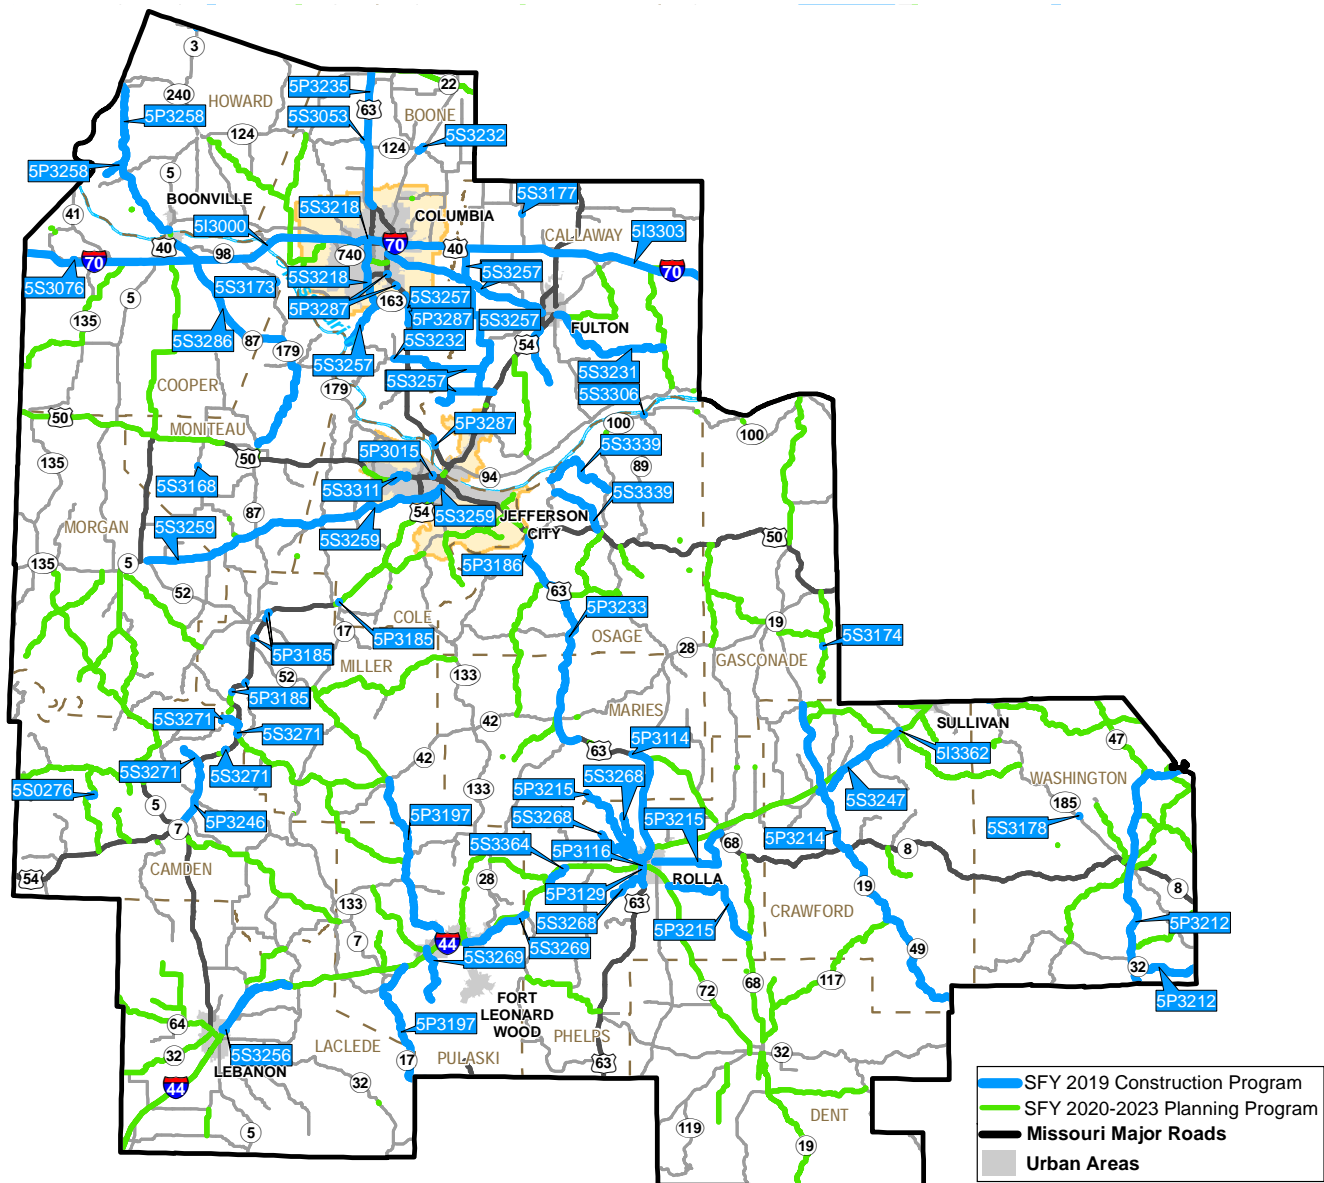 3
5P3235
22
240
HOWARD
63
BOONE
5P3258
5S3053
124
124
5S3232
5P3258
5
BOONVILLE
5S3177
41
5S3218
COLUMBIA
5I3000
CALLAWAY
5I3303
40
98
740
70
40
70
70
5S3076
5S3173
5S3218
5S3257
5
5P3287
163
5S3257
135
5P3287
5S3257
FULTON
5S3286
87
5S3232
54
179
5S3257
5S3231
COOPER
179
5S3257
5S3306
50
100
100
MONITEAU
5P3287
50
5P3015
5S3339
135
94
89
5S3168
5S3311
5S3339
87
54
5S3259
JEFFERSON
CITY
MORGAN
5S3259
5S3259
50
135
5
5P3186
52
63
5P3233
COLE
17
5P3185
OSAGE
19
5S3174
5P3185
28
GASCONADE
52
MILLER
133
5P3185
MARIES
5S3271
42
SULLIVAN
5S3271
63
5P3114
5I3362
47
5S3271
5S3271
42
5S3268
WASHINGTON
5S0276
133
5P3215
5S3247
5
185
5P3246
5P3197
5S3268
5P3215
5S3178
7
5S3364
5P3116
68
5P3214
8
54
CAMDEN
28
5P3129
ROLLA
19
8
133
5S3268
63
CRAWFORD
5P3212
7
44
5S3269
5P3215
5S3269
49
32
68
117
5P3212
72
FORT
LEONARD
WOOD
64
5P3197
PHELPS
32
5S3256
LACLEDE
PULASKI
63
32
LEBANON
17
44
32
DENT
5
119
19
SFY 2019 Construction Program
SFY 2020-2023 Planning Program
Missouri Major Roads
Urban Areas